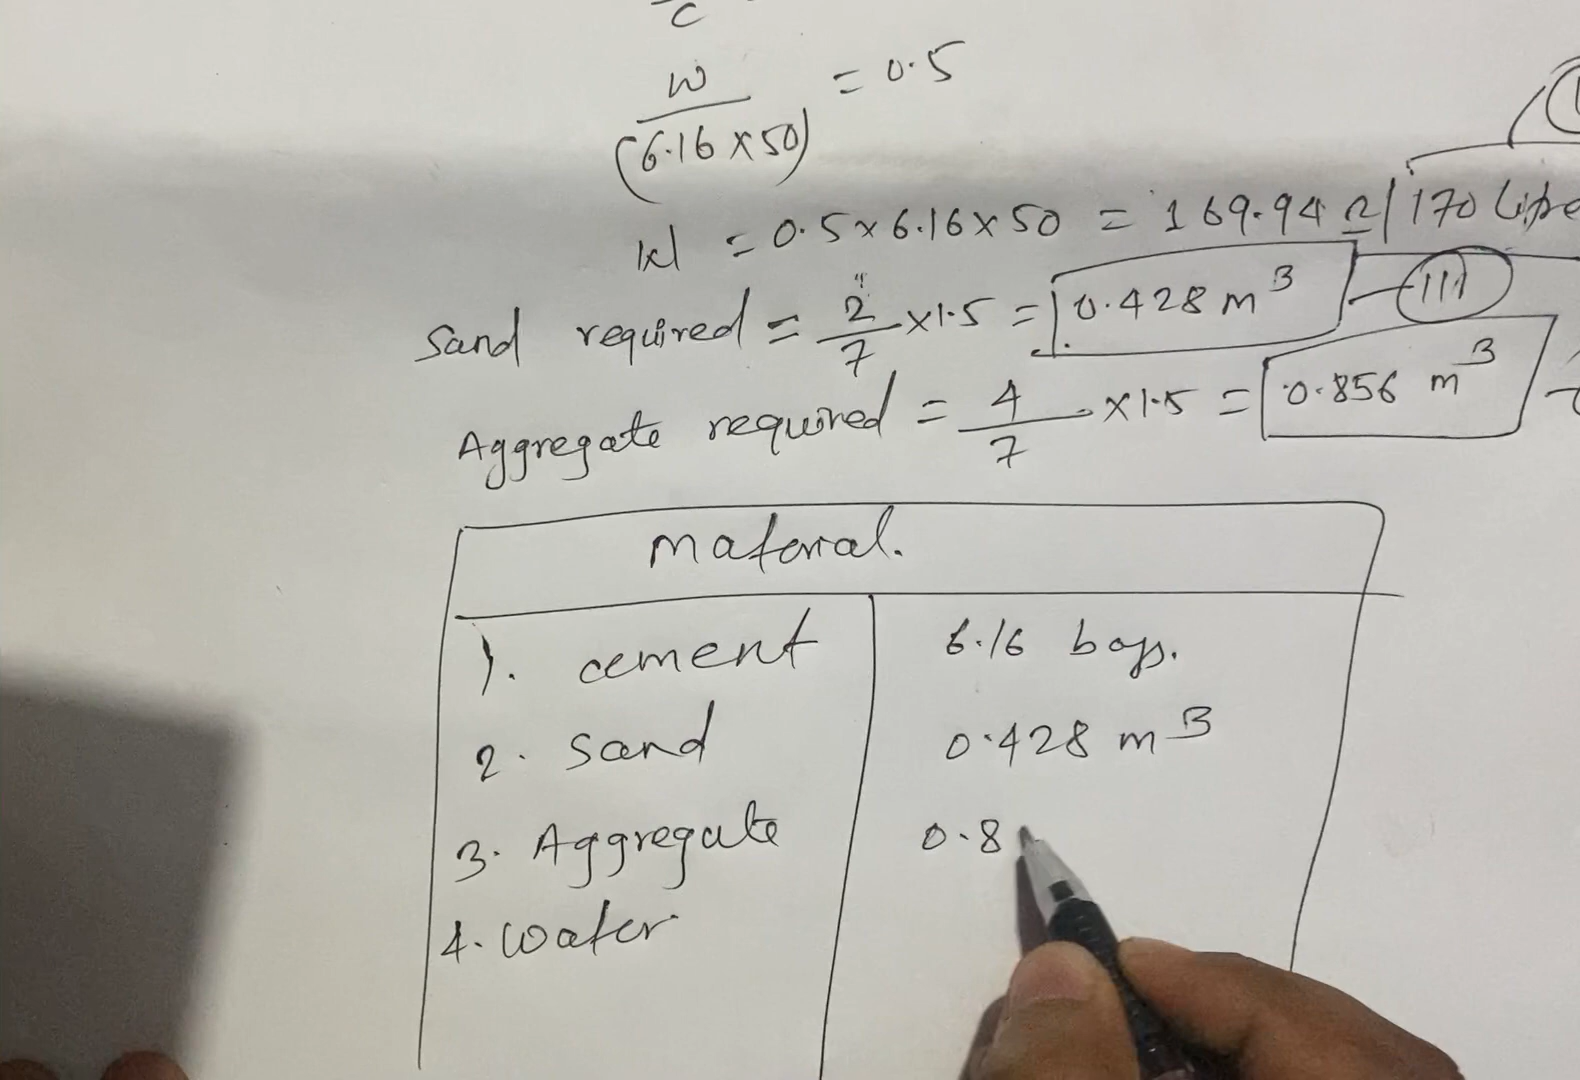 c
W
= 0.5
(6.16 x 50)
W = 0.5 x 6.16 x 50 = 169.94 / 170 Litre
Sand required = 2/7 x 1.5 = 0.428 m3 III
Aggregate required = 4/7 x 1.5 = 0.856 m3
Material.
1. cement 6.16 bags.
2. Sand 0.428 m3
3. Aggregate 0.8
4. water